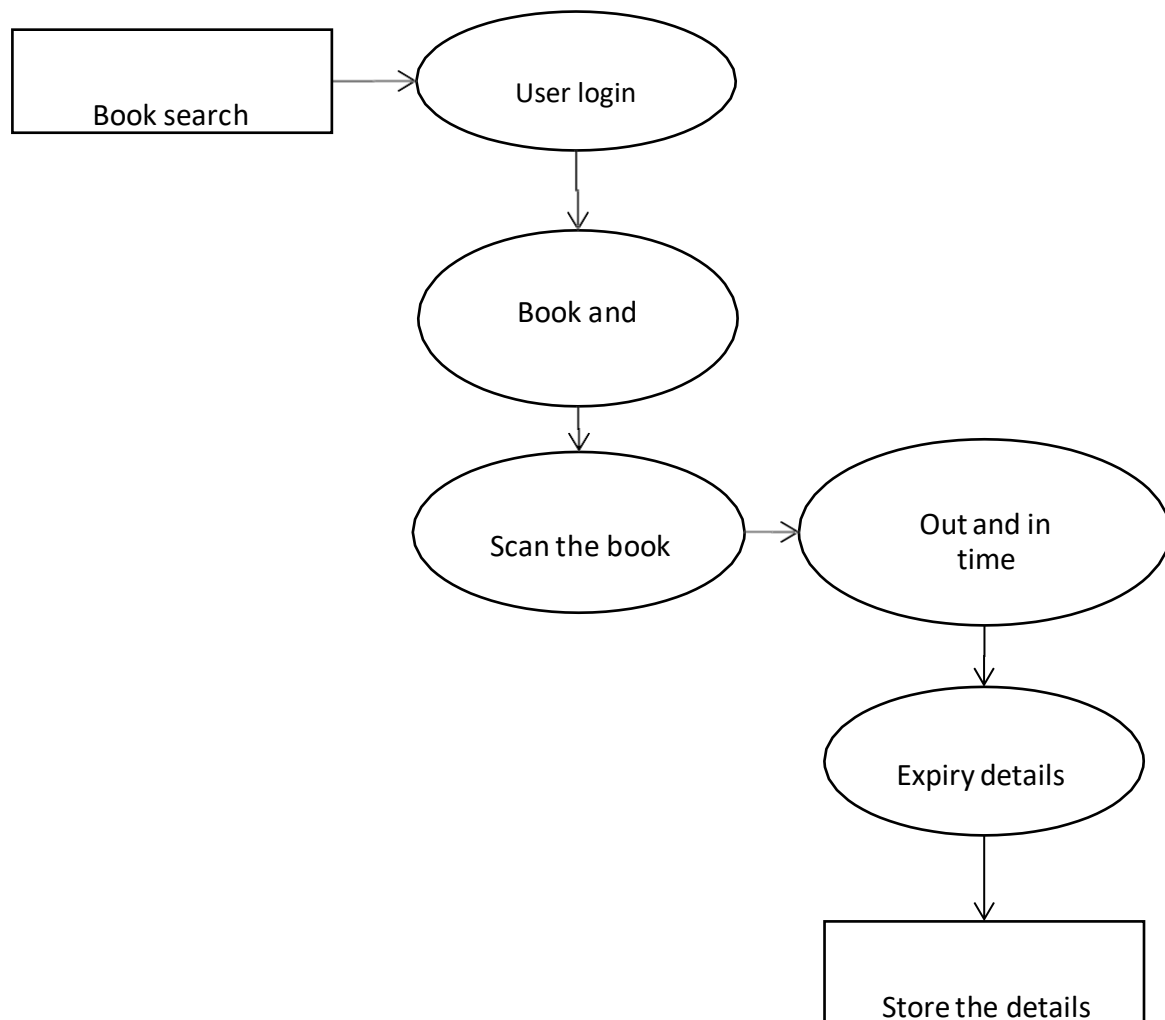 Book search
User login
Book and
Scan the book
Out and in
time
Expiry details
Store the details